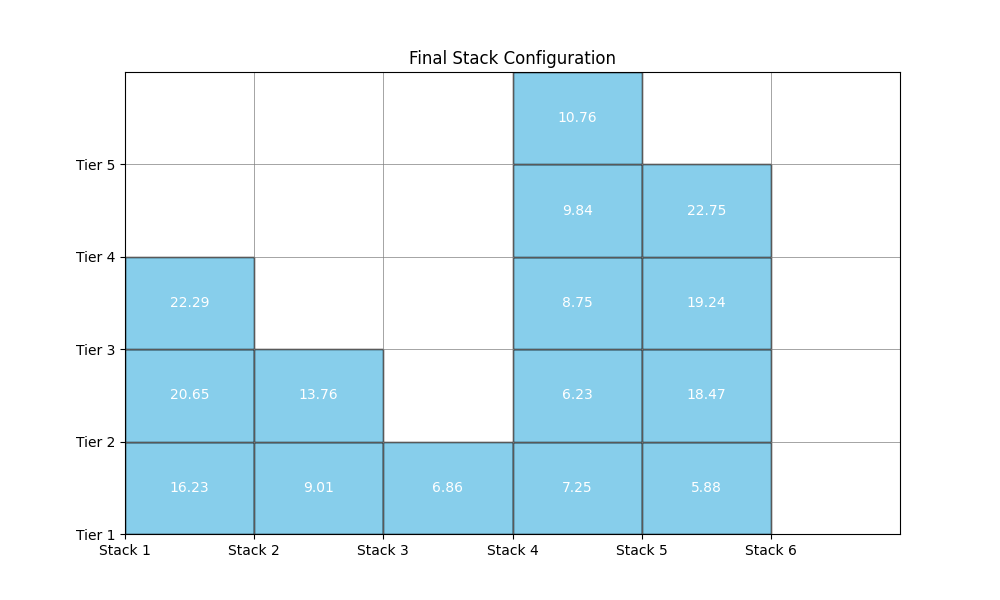 Final Stack Configuration
10.76
Tier 5
9.84 22.75
Tier 4
22.29 8.75 19.24
Tier 3
20.65 13.76 6.23 18.47
Tier 2
16.23 9.01 6.86 7.25 5.88
Tier 1
Stack 1 Stack 2 Stack 3 Stack 4 Stack 5 Stack 6